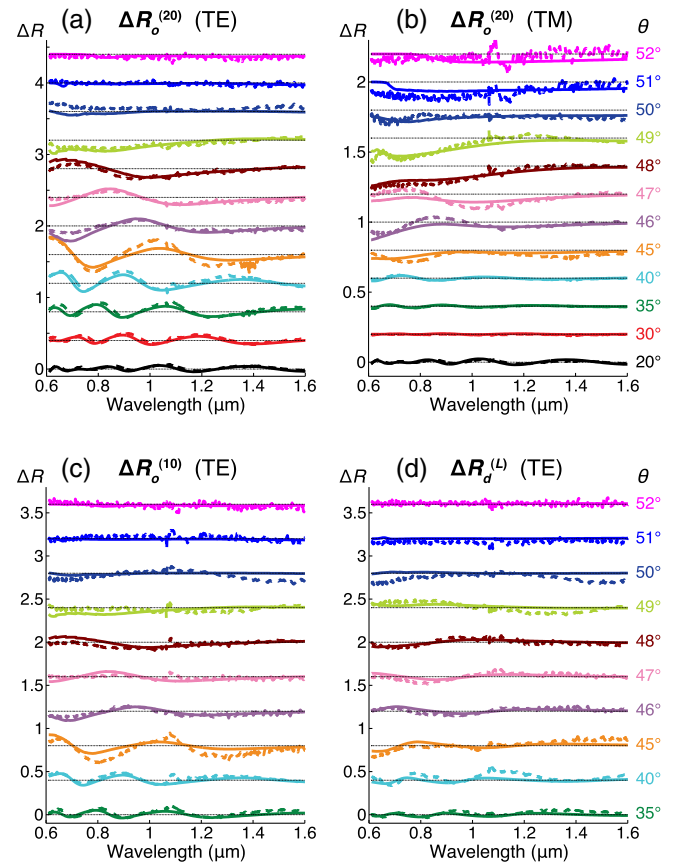 (a) ΔRₒ⁽²⁰⁾ (TE)
ΔR
4
3
2
1
0
0.6 0.8 1 1.2 1.4 1.6
Wavelength (μm)
(b) ΔRₒ⁽²⁰⁾ (TM)
ΔR
θ
2
1.5
1
0.5
0
52°
51°
50°
49°
48°
47°
46°
45°
40°
35°
30°
20°
0.6 0.8 1 1.2 1.4 1.6
Wavelength (μm)
(c) ΔRₒ⁽¹⁰⁾ (TE)
ΔR
3.5
3
2.5
2
1.5
1
0.5
0
0.6 0.8 1 1.2 1.4 1.6
Wavelength (μm)
(d) ΔR_d⁽ᴸ⁾ (TE)
ΔR
θ
3.5
3
2.5
2
1.5
1
0.5
0
52°
51°
50°
49°
48°
47°
46°
45°
40°
35°
0.6 0.8 1 1.2 1.4 1.6
Wavelength (μm)